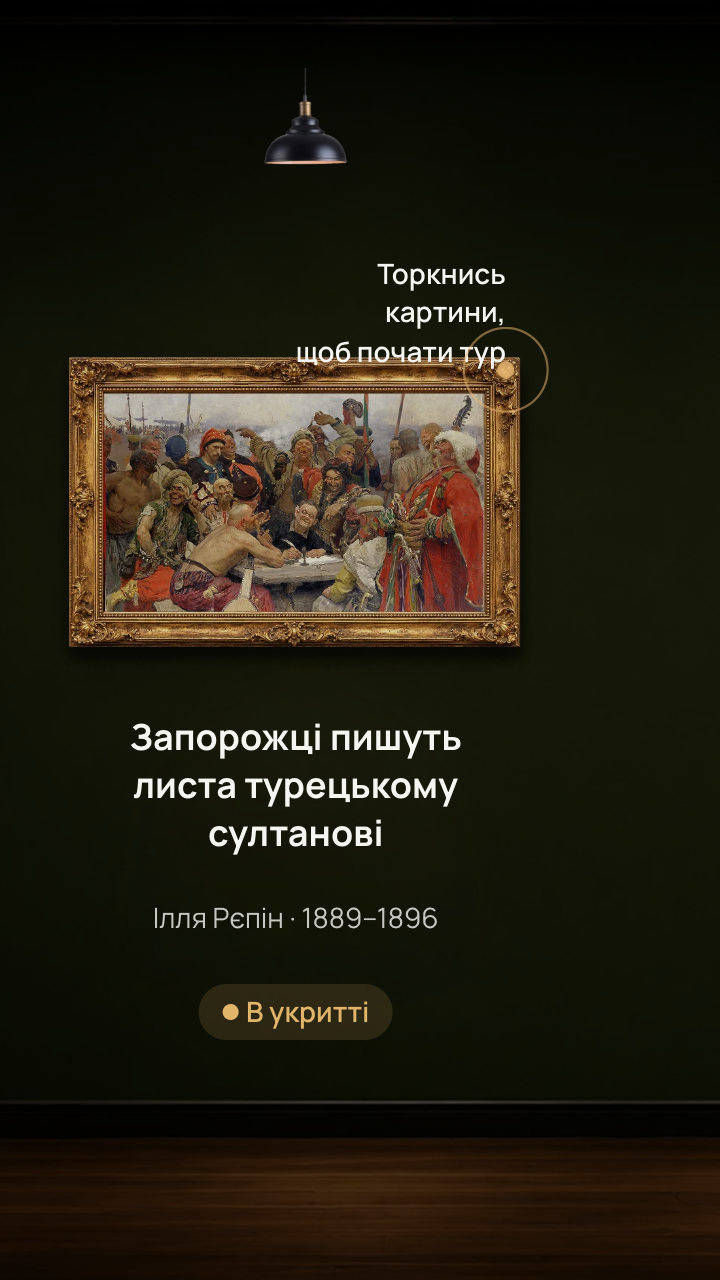 Торкнись
картини,
щоб почати тур
Запорожці пишуть
листа турецькому
султанові
Ілля Рєпін · 1889–1896
В укритті